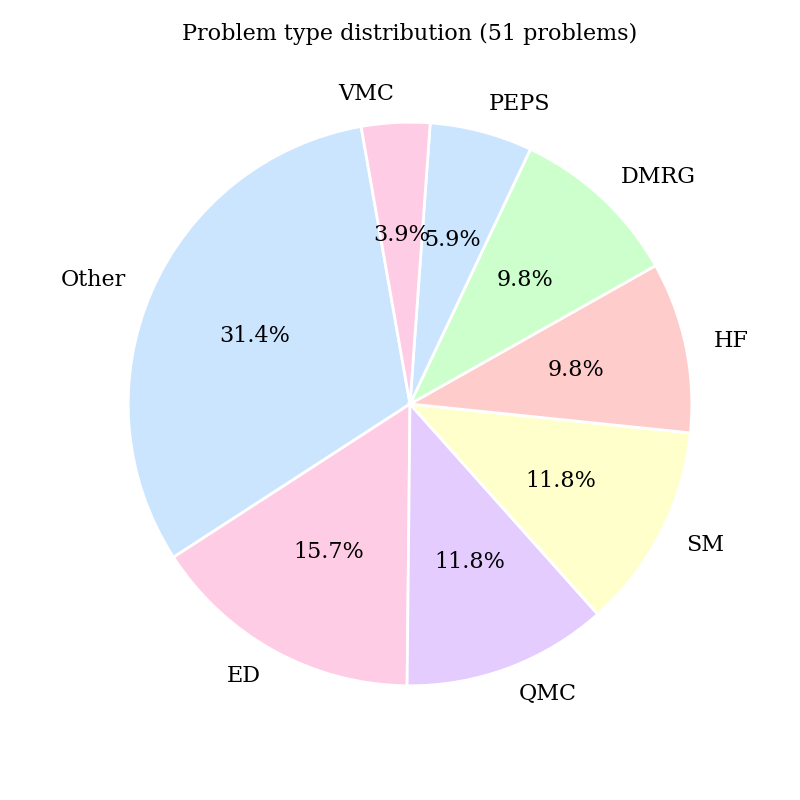 Problem type distribution (51 problems)
VMC
PEPS
DMRG
3.9%
5.9%
Other
9.8%
31.4%
HF
9.8%
11.8%
SM
15.7%
11.8%
ED
QMC